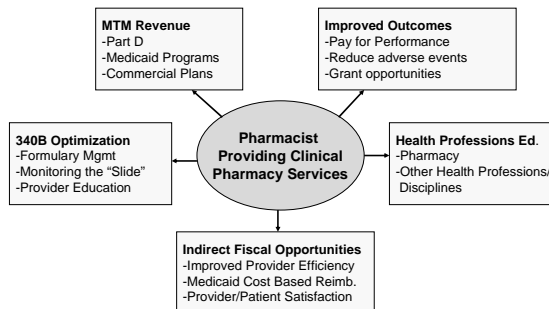 MTM Revenue
-Part D
-Medicaid Programs
-Commercial Plans
Improved Outcomes
-Pay for Performance
-Reduce adverse events
-Grant opportunities
340B Optimization
-Formulary Mgmt
-Monitoring the “Slide”
-Provider Education
Pharmacist
Providing Clinical
Pharmacy Services
Health Professions Ed.
-Pharmacy
-Other Health Professions/
Disciplines
Indirect Fiscal Opportunities
-Improved Provider Efficiency
-Medicaid Cost Based Reimb.
-Provider/Patient Satisfaction